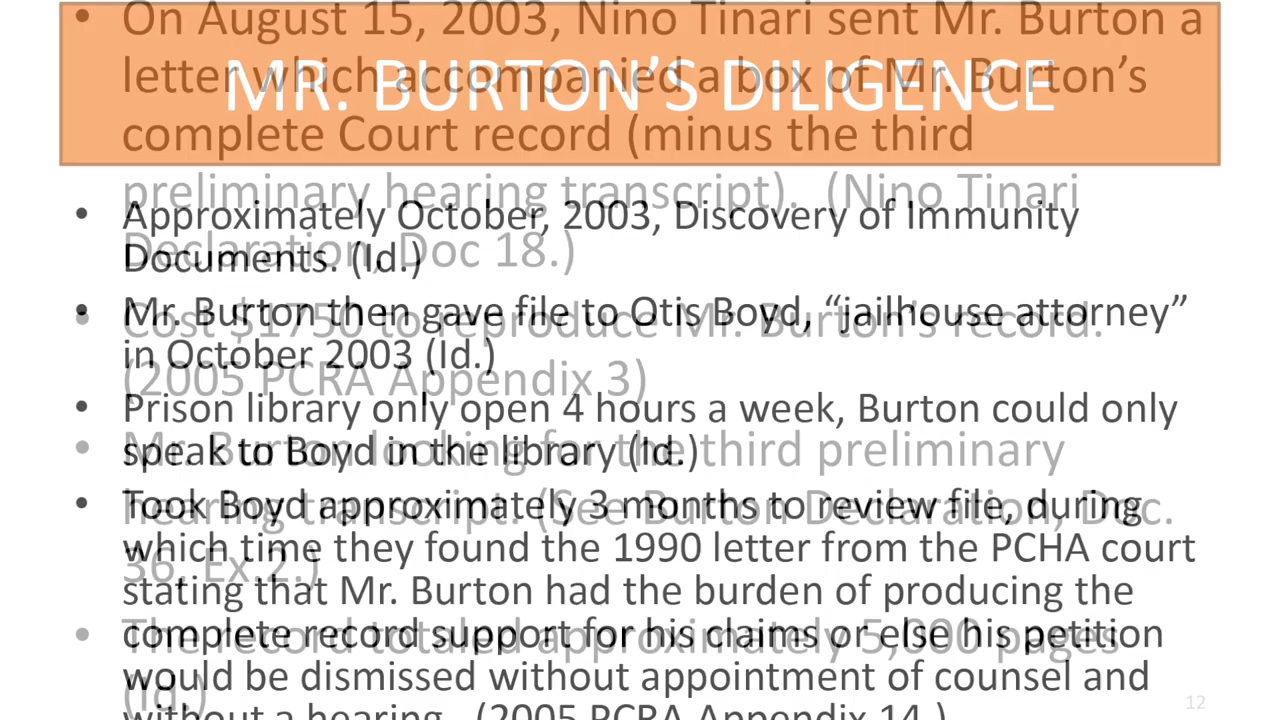 MR. BURTON’S DILIGENCE
• On August 15, 2003, Nino Tinari sent Mr. Burton a
letter which accompanied a box of Mr. Burton’s
complete Court record (minus the third
preliminary hearing transcript). (Nino Tinari
Declaration, Doc 18.)
• Cost $1750 to reproduce Mr. Burton’s record.
(2005 PCRA Appendix 3)
• Mr. Burton looking for the third preliminary
hearing transcript. (See Burton Declaration, Doc.
36, Ex 2.)
• The record totaled approximately 5,000 pages
(Id.)
• Approximately October, 2003, Discovery of Immunity
Documents. (Id.)
• Mr. Burton then gave file to Otis Boyd, “jailhouse attorney”
in October 2003 (Id.)
• Prison library only open 4 hours a week, Burton could only
speak to Boyd in the library (Id.)
• Took Boyd approximately 3 months to review file, during
which time they found the 1990 letter from the PCHA court
stating that Mr. Burton had the burden of producing the
complete record support for his claims or else his petition
would be dismissed without appointment of counsel and
without a hearing. (2005 PCRA Appendix 14.)
12